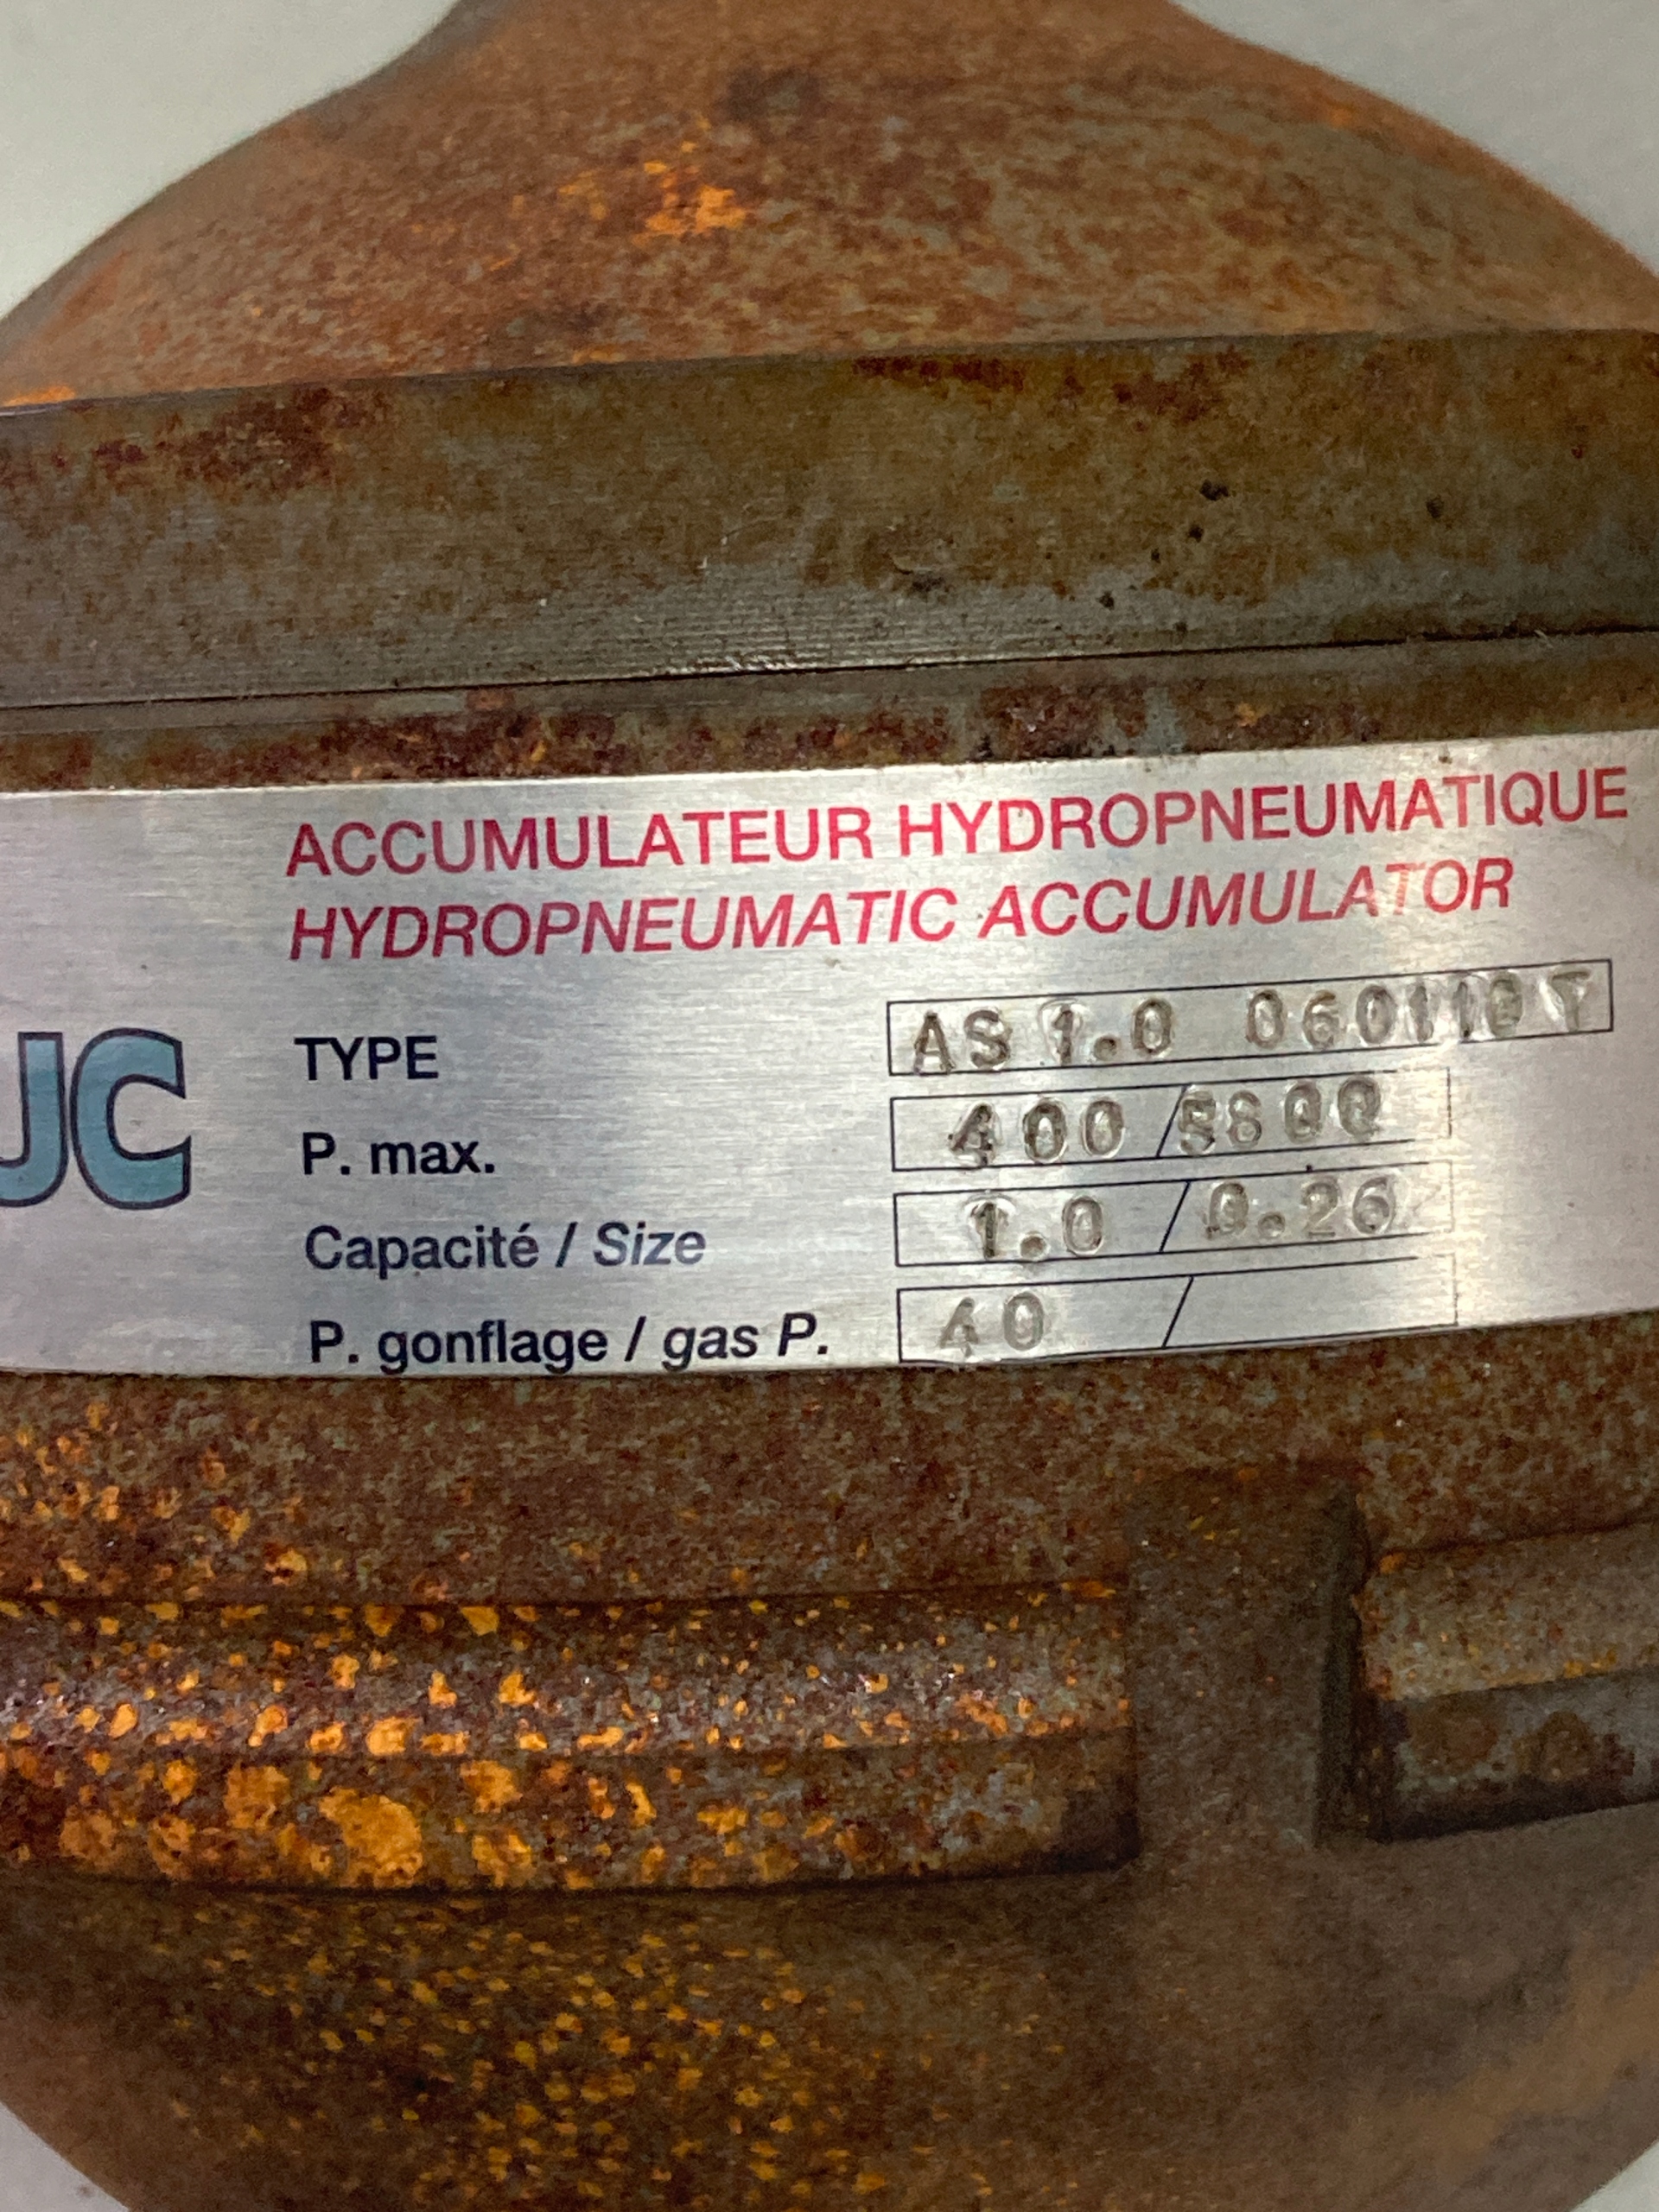 ACCUMULATEUR HYDROPNEUMATIQUE
HYDROPNEUMATIC ACCUMULATOR
JC
TYPE AS 1.0
P. max. 400 / 5800
Capacité / Size 1.0 / 0.26
P. gonflage / gas P. 40 /